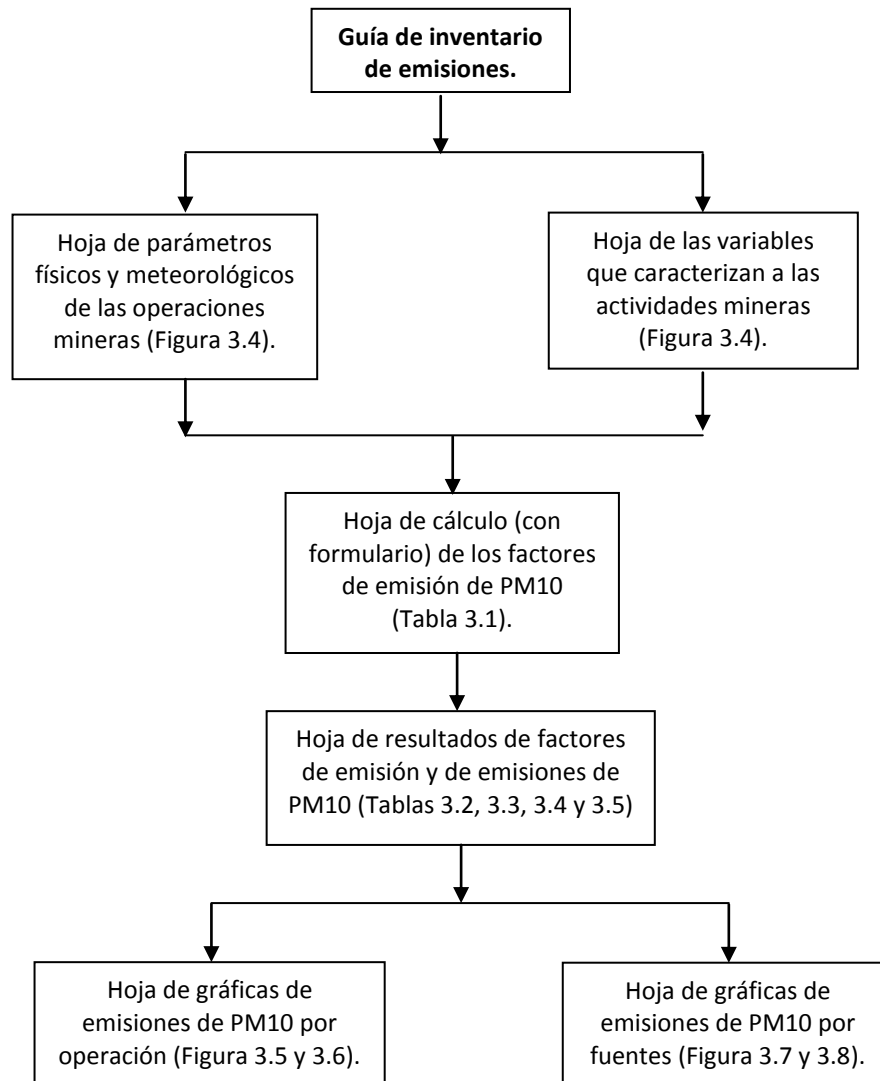 Guía de inventario
de emisiones.
Hoja de parámetros
físicos y meteorológicos
de las operaciones
mineras (Figura 3.4).
Hoja de las variables
que caracterizan a las
actividades mineras
(Figura 3.4).
Hoja de cálculo (con
formulario) de los factores
de emisión de PM10
(Tabla 3.1).
Hoja de resultados de factores
de emisión y de emisiones de
PM10 (Tablas 3.2, 3.3, 3.4 y 3.5)
Hoja de gráficas de
emisiones de PM10 por
operación (Figura 3.5 y 3.6).
Hoja de gráficas de
emisiones de PM10 por
fuentes (Figura 3.7 y 3.8).